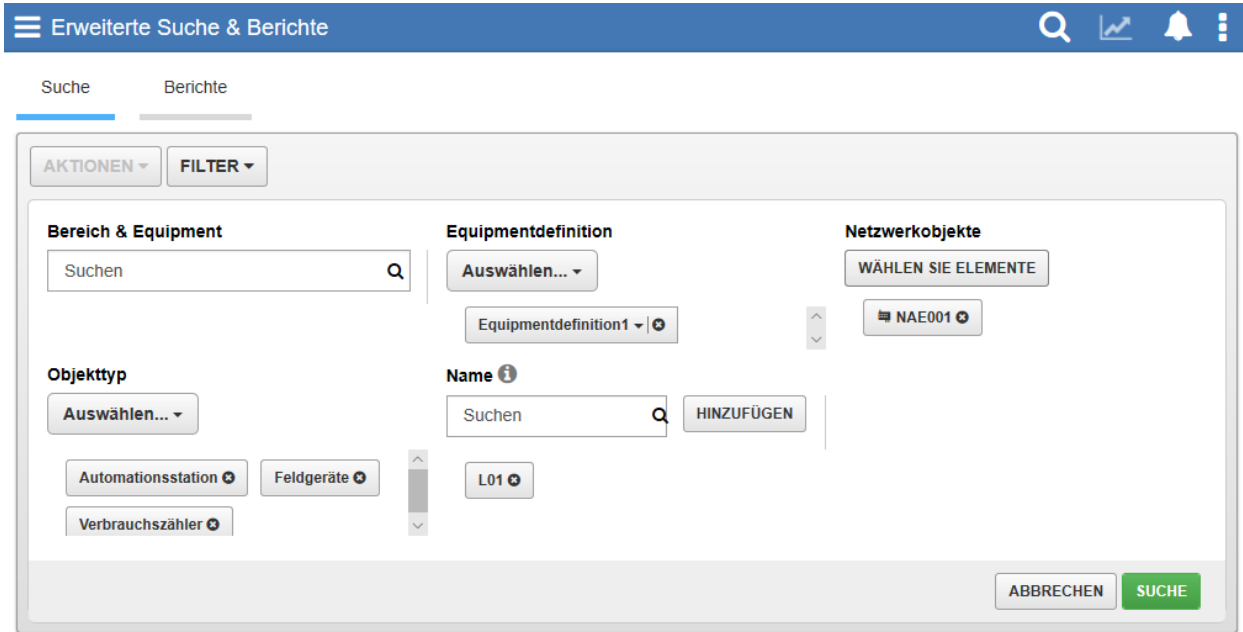 Erweiterte Suche & Berichte
Suche Berichte
AKTIONEN FILTER
Bereich & Equipment Equipmentdefinition Netzwerkobjekte
Suchen Auswählen... WÄHLEN SIE ELEMENTE
Equipmentdefinition1 NAE001
Objekttyp Name
Auswählen... Suchen HINZUFÜGEN
Automationsstation Feldgeräte L01
Verbrauchszähler
ABBRECHEN SUCHE